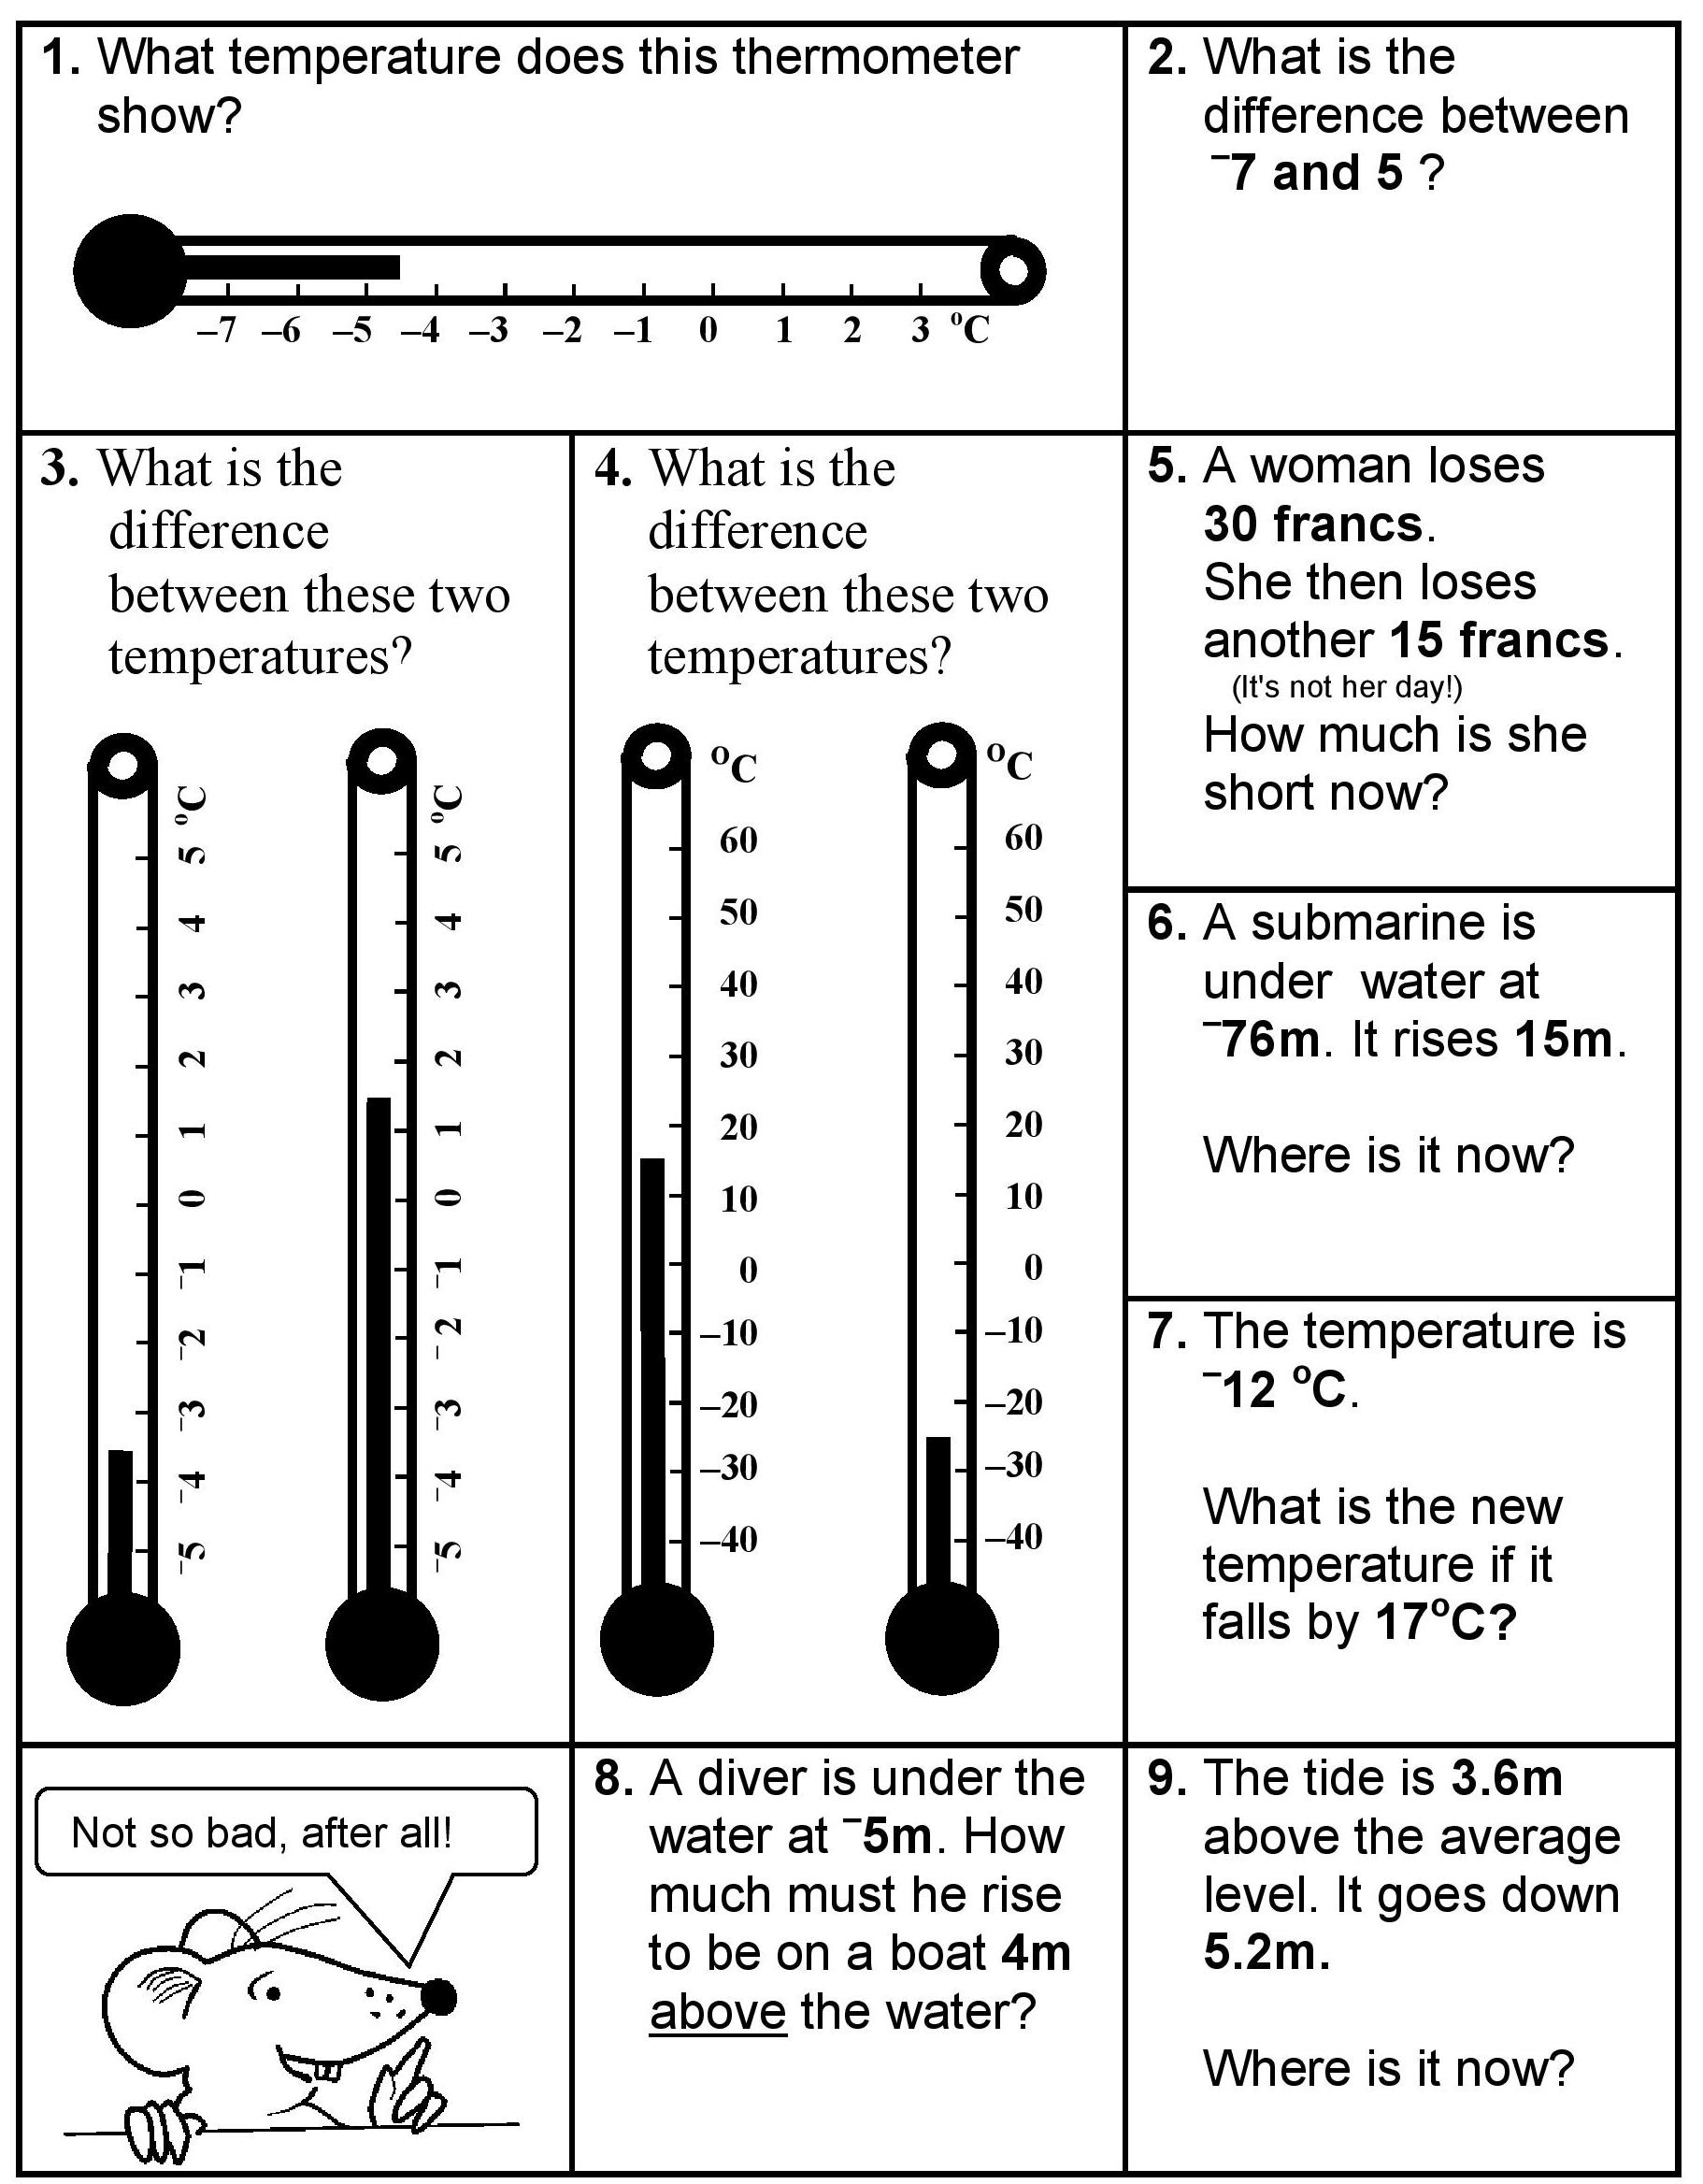 1. What temperature does this thermometer
show?
–7 –6 –5 –4 –3 –2 –1 0 1 2 3 ºC
2. What is the
difference between
⁻7 and 5 ?
3. What is the
difference
between these two
temperatures?
ºC
5
4
3
2
1
0
⁻1
⁻2
⁻3
⁻4
⁻5
ºC
5
4
3
2
1
0
⁻1
⁻2
⁻3
⁻4
⁻5
4. What is the
difference
between these two
temperatures?
ºC
60
50
40
30
20
10
0
–10
–20
–30
–40
ºC
60
50
40
30
20
10
0
–10
–20
–30
–40
5. A woman loses
30 francs.
She then loses
another 15 francs.
(It's not her day!)
How much is she
short now?
6. A submarine is
under water at
⁻76m. It rises 15m.
Where is it now?
7. The temperature is
⁻12 ºC.
What is the new
temperature if it
falls by 17ºC?
Not so bad, after all!
8. A diver is under the
water at ⁻5m. How
much must he rise
to be on a boat 4m
above the water?
9. The tide is 3.6m
above the average
level. It goes down
5.2m.
Where is it now?